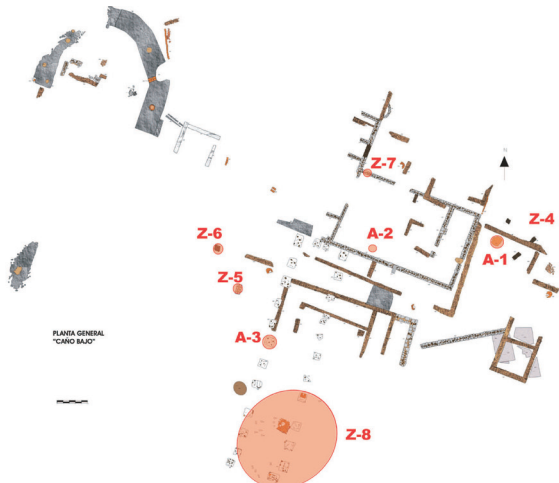 N
Z-7
Z-4
A-2
A-1
Z-6
Z-5
PLANTA GENERAL
"CAÑO BAJO"
A-3
Z-8